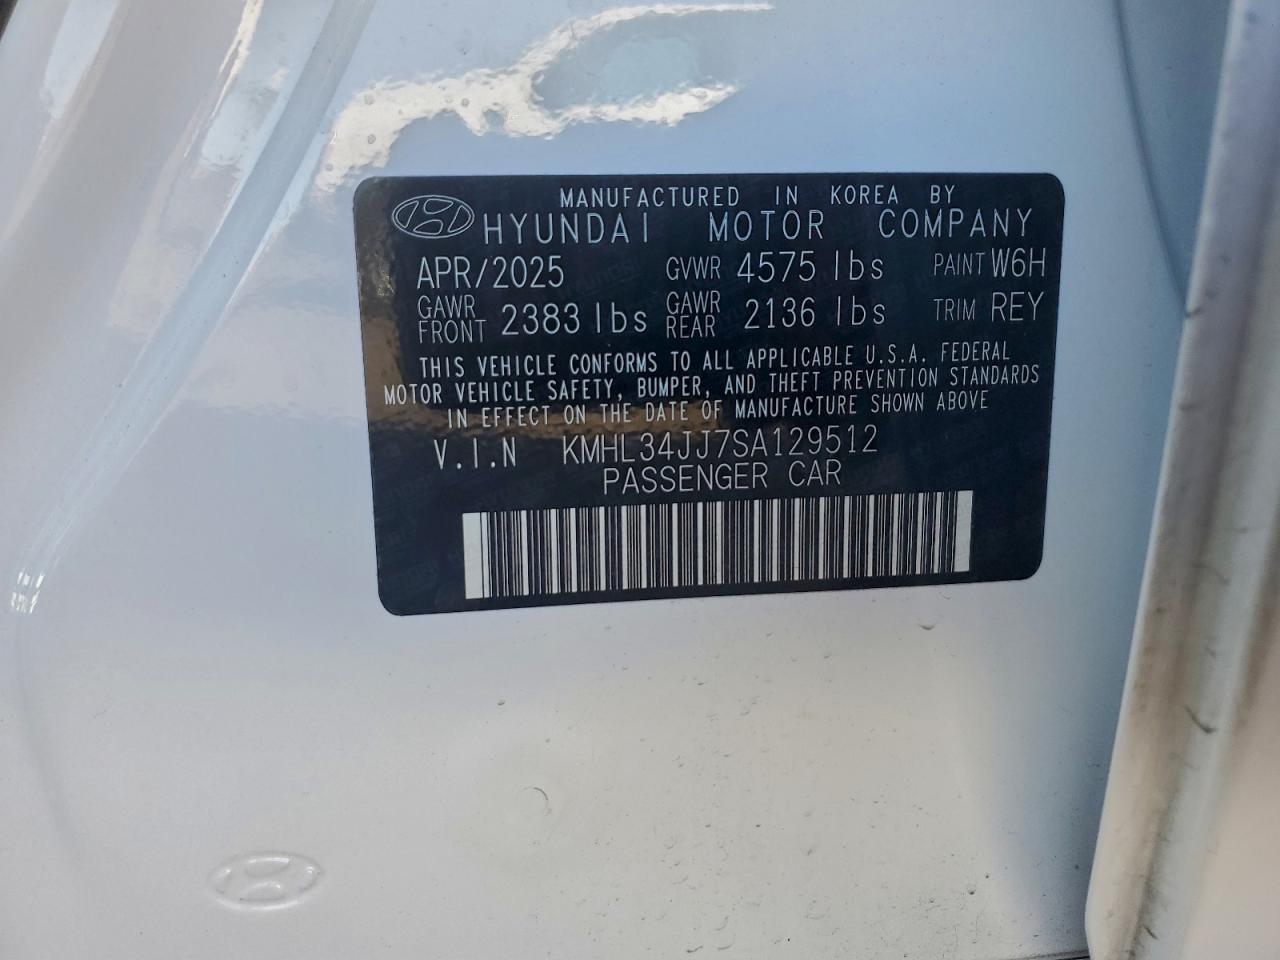 MANUFACTURED IN KOREA BY
HYUNDAI MOTOR COMPANY
APR/2025 GVWR 4575 lbs PAINT W6H
GAWR FRONT 2383 lbs GAWR REAR 2136 lbs TRIM REY
THIS VEHICLE CONFORMS TO ALL APPLICABLE U.S.A. FEDERAL
MOTOR VEHICLE SAFETY, BUMPER, AND THEFT PREVENTION STANDARDS
IN EFFECT ON THE DATE OF MANUFACTURE SHOWN ABOVE
V.I.N KMHL34JJ7SA129512
PASSENGER CAR